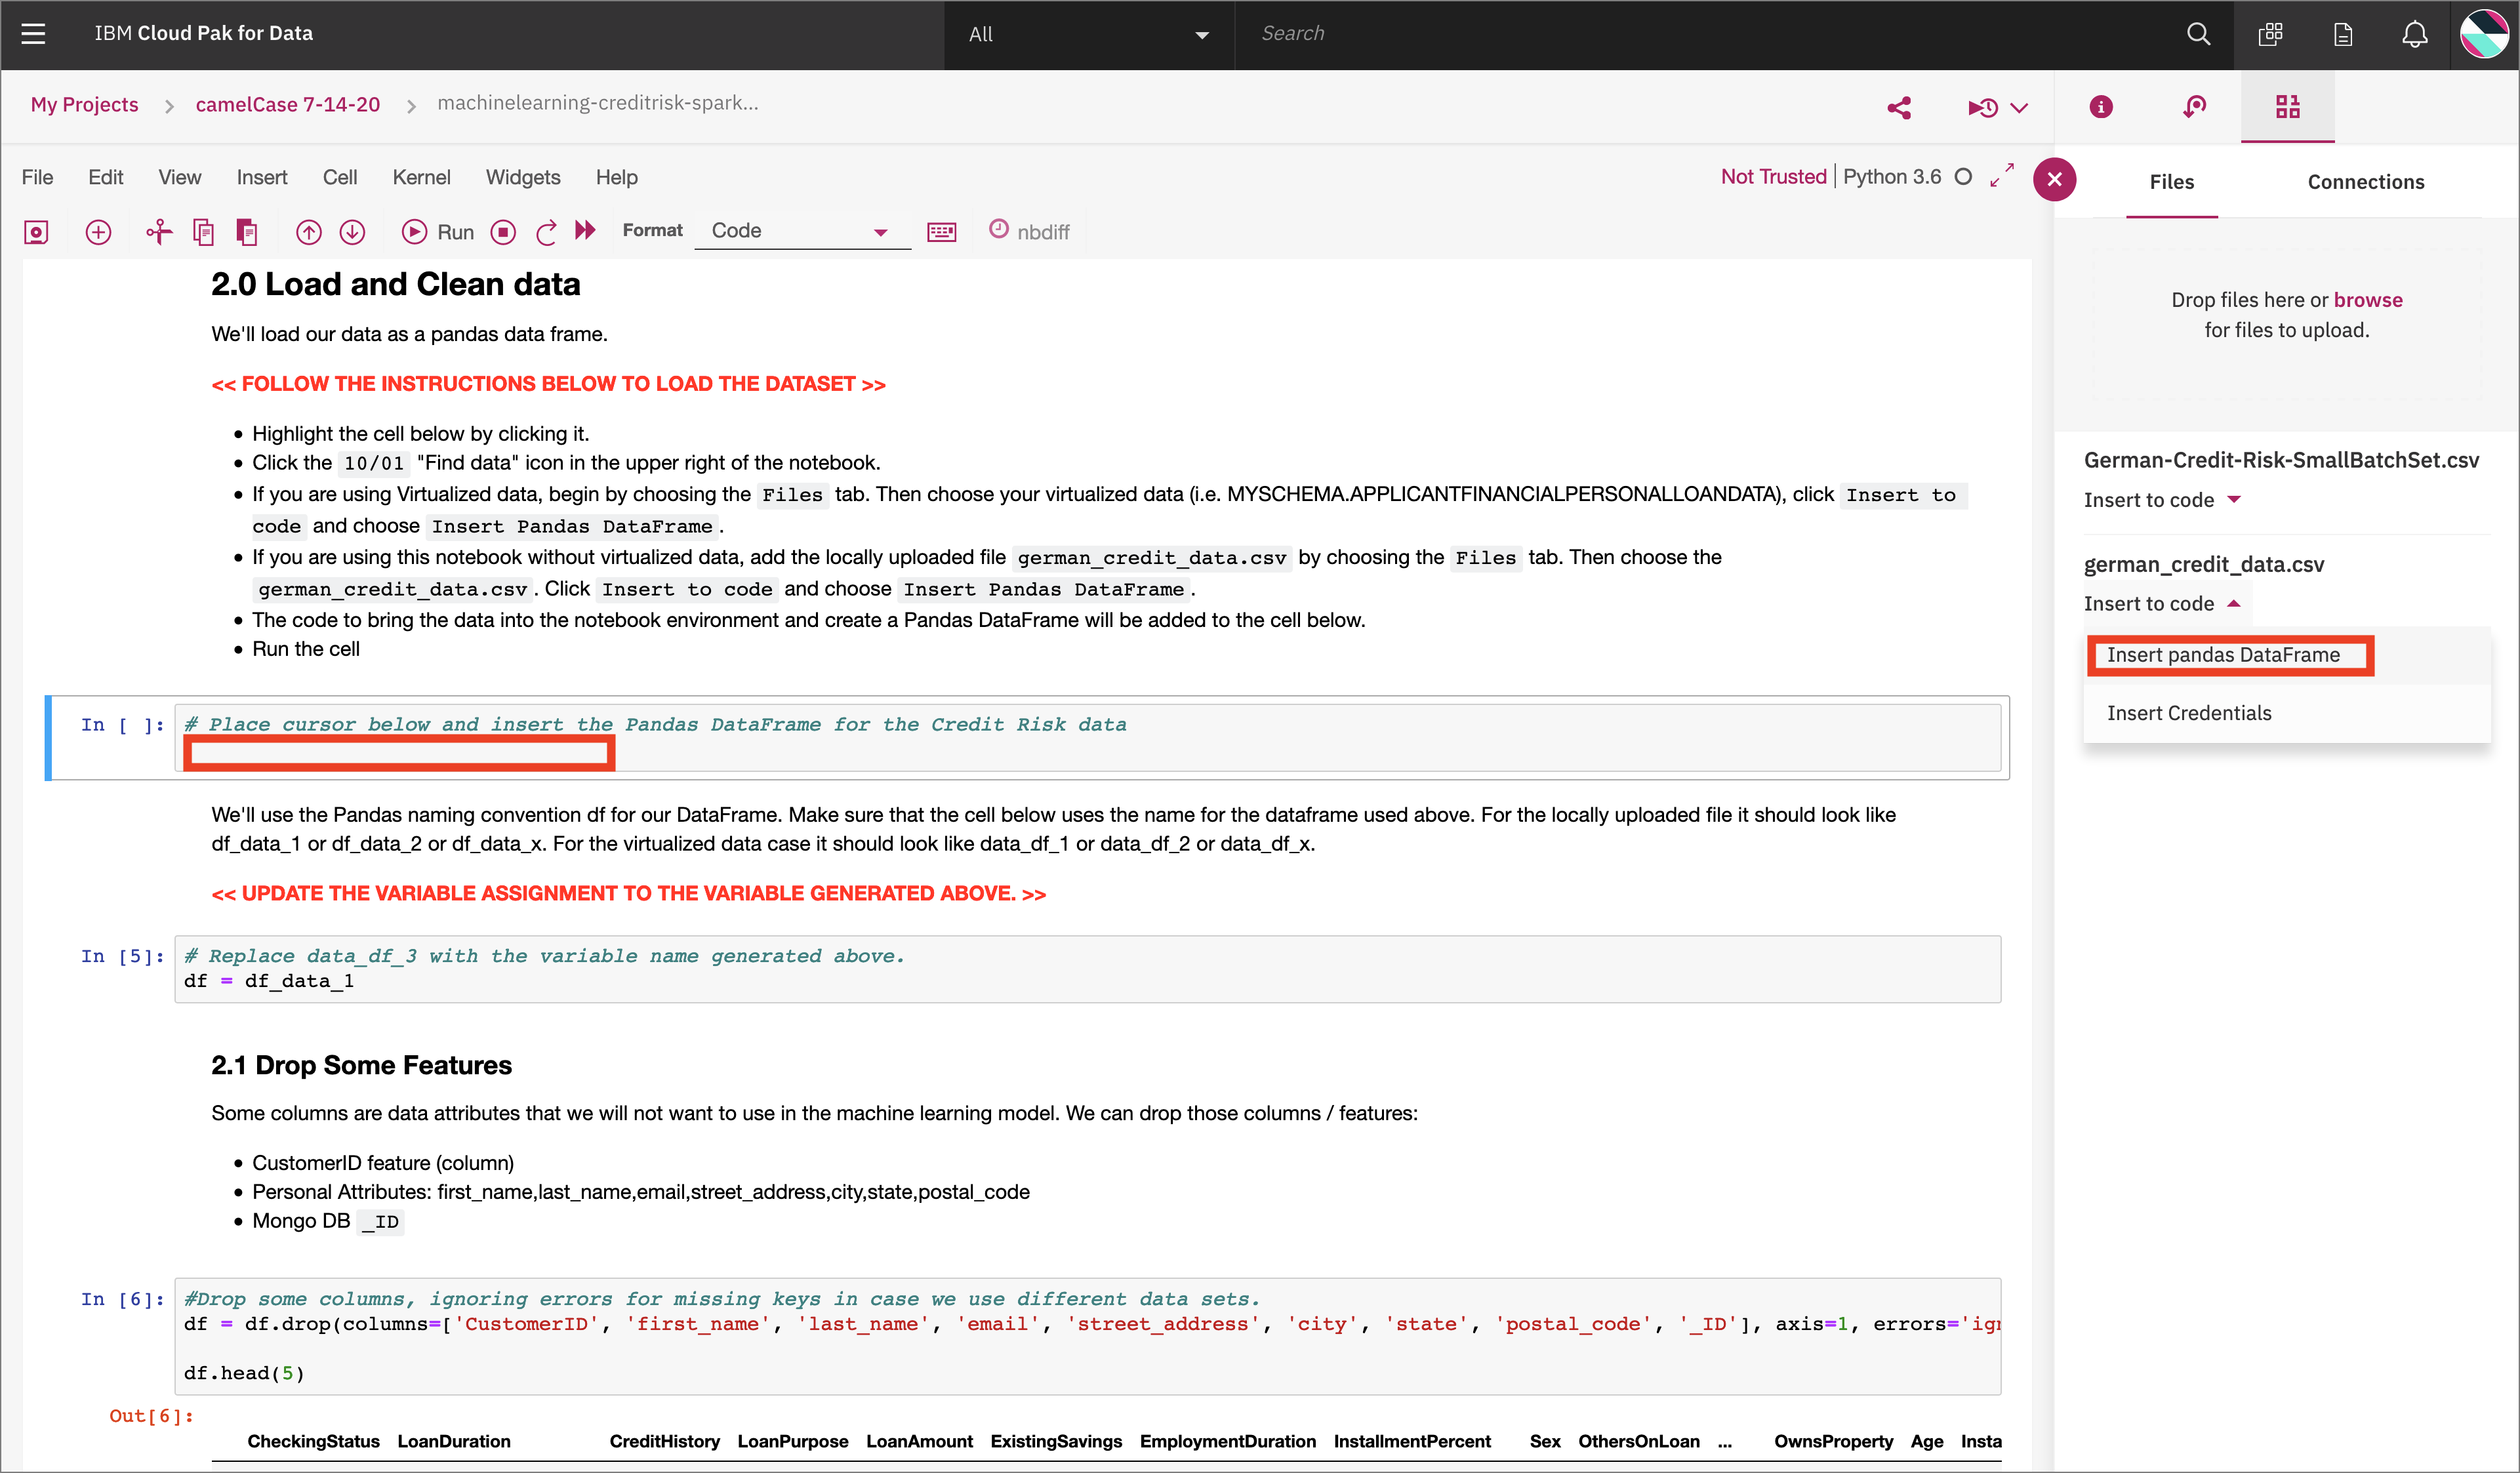 IBM Cloud Pak for Data
All
Search
My Projects > camelCase 7-14-20 > machinelearning-creditrisk-spark...
File Edit View Insert Cell Kernel Widgets Help
Not Trusted | Python 3.6
Run
Format Code
nbdiff
2.0 Load and Clean data
We'll load our data as a pandas data frame.
<< FOLLOW THE INSTRUCTIONS BELOW TO LOAD THE DATASET >>
• Highlight the cell below by clicking it.
• Click the 10/01 "Find data" icon in the upper right of the notebook.
• If you are using Virtualized data, begin by choosing the Files tab. Then choose your virtualized data (i.e. MYSCHEMA.APPLICANTFINANCIALPERSONALLOANDATA), click Insert to
code and choose Insert Pandas DataFrame.
• If you are using this notebook without virtualized data, add the locally uploaded file german_credit_data.csv by choosing the Files tab. Then choose the
german_credit_data.csv. Click Insert to code and choose Insert Pandas DataFrame.
• The code to bring the data into the notebook environment and create a Pandas DataFrame will be added to the cell below.
• Run the cell
In [ ]: # Place cursor below and insert the Pandas DataFrame for the Credit Risk data
We'll use the Pandas naming convention df for our DataFrame. Make sure that the cell below uses the name for the dataframe used above. For the locally uploaded file it should look like
df_data_1 or df_data_2 or df_data_x. For the virtualized data case it should look like data_df_1 or data_df_2 or data_df_x.
<< UPDATE THE VARIABLE ASSIGNMENT TO THE VARIABLE GENERATED ABOVE. >>
In [5]: # Replace data_df_3 with the variable name generated above.
df = df_data_1
2.1 Drop Some Features
Some columns are data attributes that we will not want to use in the machine learning model. We can drop those columns / features:
• CustomerID feature (column)
• Personal Attributes: first_name,last_name,email,street_address,city,state,postal_code
• Mongo DB _ID
In [6]: #Drop some columns, ignoring errors for missing keys in case we use different data sets.
df = df.drop(columns=['CustomerID', 'first_name', 'last_name', 'email', 'street_address', 'city', 'state', 'postal_code', '_ID'], axis=1, errors='ign
df.head(5)
Out[6]:
CheckingStatus LoanDuration CreditHistory LoanPurpose LoanAmount ExistingSavings EmploymentDuration InstallmentPercent Sex OthersOnLoan ... OwnsProperty Age Insta
Files Connections
Drop files here or browse
for files to upload.
German-Credit-Risk-SmallBatchSet.csv
Insert to code
german_credit_data.csv
Insert to code
Insert pandas DataFrame
Insert Credentials